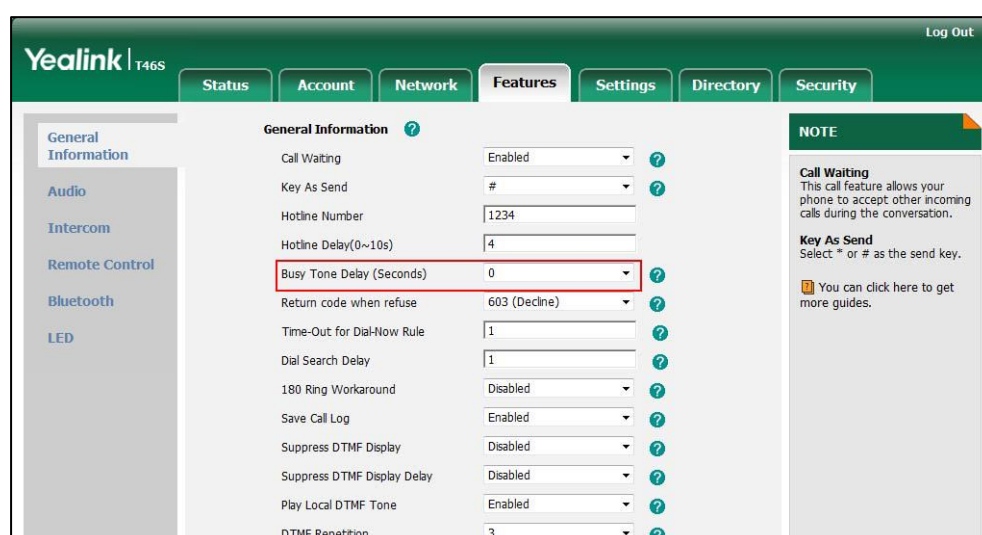 Log Out
Yealink T46S
Status Account Network Features Settings Directory Security
General
Information
Audio
Intercom
Remote Control
Bluetooth
LED
General Information ?
Call Waiting Enabled ?
Key As Send # ?
Hotline Number 1234
Hotline Delay(0~10s) 4
Busy Tone Delay (Seconds) 0 ?
Return code when refuse 603 (Decline) ?
Time-Out for Dial-Now Rule 1 ?
Dial Search Delay 1 ?
180 Ring Workaround Disabled ?
Save Call Log Enabled ?
Suppress DTMF Display Disabled ?
Suppress DTMF Display Delay Disabled ?
Play Local DTMF Tone Enabled ?
DTMF Repetition 3 ?
NOTE
Call Waiting
This call feature allows your
phone to accept other incoming
calls during the conversation.
Key As Send
Select * or # as the send key.
? You can click here to get
more guides.